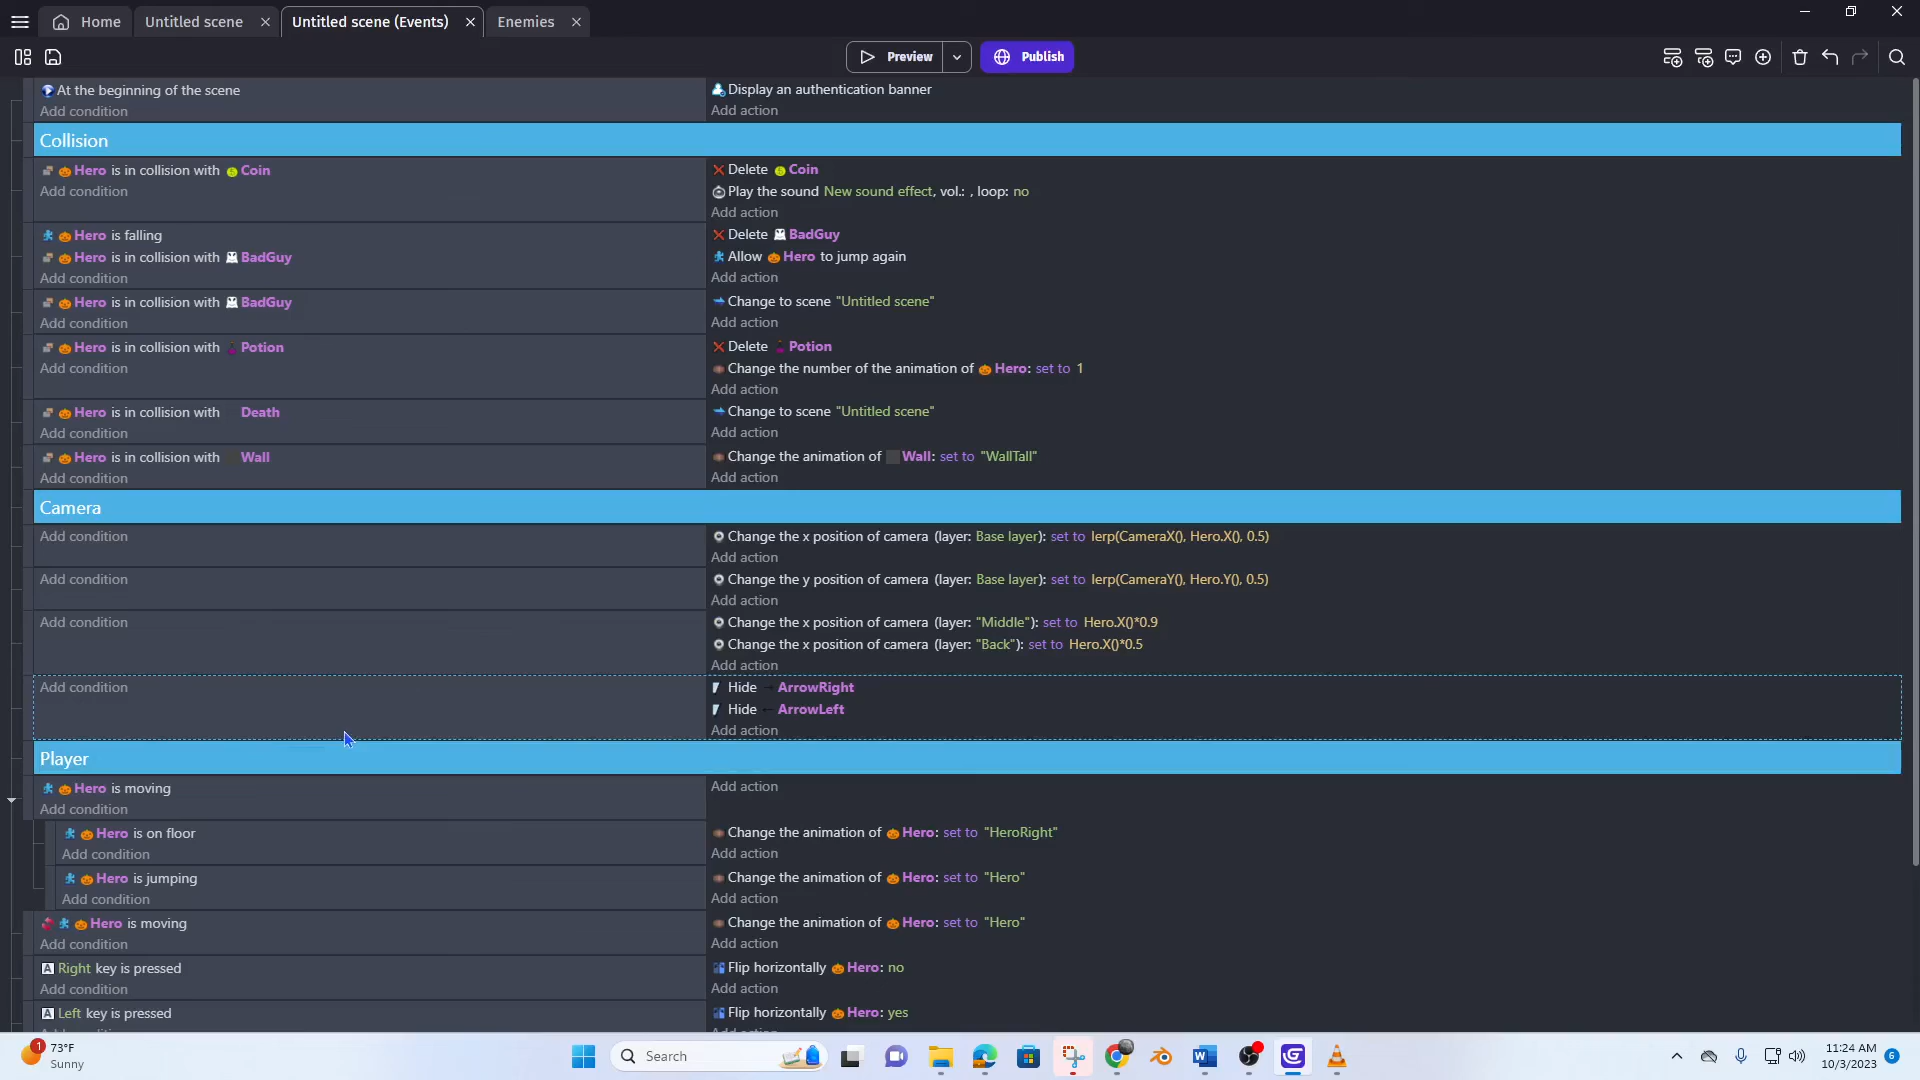 Home
Untitled scene
Untitled scene (Events)
Enemies
Preview
Publish
At the beginning of the scene
Add condition
Display an authentication banner
Add action
Collision
Hero is in collision with Coin
Add condition
Delete Coin
Play the sound New sound effect, vol.: , loop: no
Add action
Hero is falling
Hero is in collision with BadGuy
Add condition
Delete BadGuy
Allow Hero to jump again
Add action
Hero is in collision with BadGuy
Add condition
Change to scene "Untitled scene"
Add action
Hero is in collision with Potion
Add condition
Delete Potion
Change the number of the animation of Hero: set to 1
Add action
Hero is in collision with Death
Add condition
Change to scene "Untitled scene"
Add action
Hero is in collision with Wall
Add condition
Change the animation of Wall: set to "WallTall"
Add action
Camera
Add condition
Change the x position of camera (layer: Base layer): set to lerp(CameraX(), Hero.X(), 0.5)
Add action
Add condition
Change the y position of camera (layer: Base layer): set to lerp(CameraY(), Hero.Y(), 0.5)
Add action
Add condition
Change the x position of camera (layer: "Middle"): set to Hero.X()*0.9
Change the x position of camera (layer: "Back"): set to Hero.X()*0.5
Add action
Add condition
Hide ArrowRight
Hide ArrowLeft
Add action
Player
Hero is moving
Add condition
Add action
Hero is on floor
Add condition
Change the animation of Hero: set to "HeroRight"
Add action
Hero is jumping
Add condition
Change the animation of Hero: set to "Hero"
Add action
Hero is moving
Add condition
Change the animation of Hero: set to "Hero"
Add action
A Right key is pressed
Add condition
Flip horizontally Hero: no
Add action
A Left key is pressed
Flip horizontally Hero: yes
1
73°F
Sunny
Search
11:24 AM
10/3/2023
6